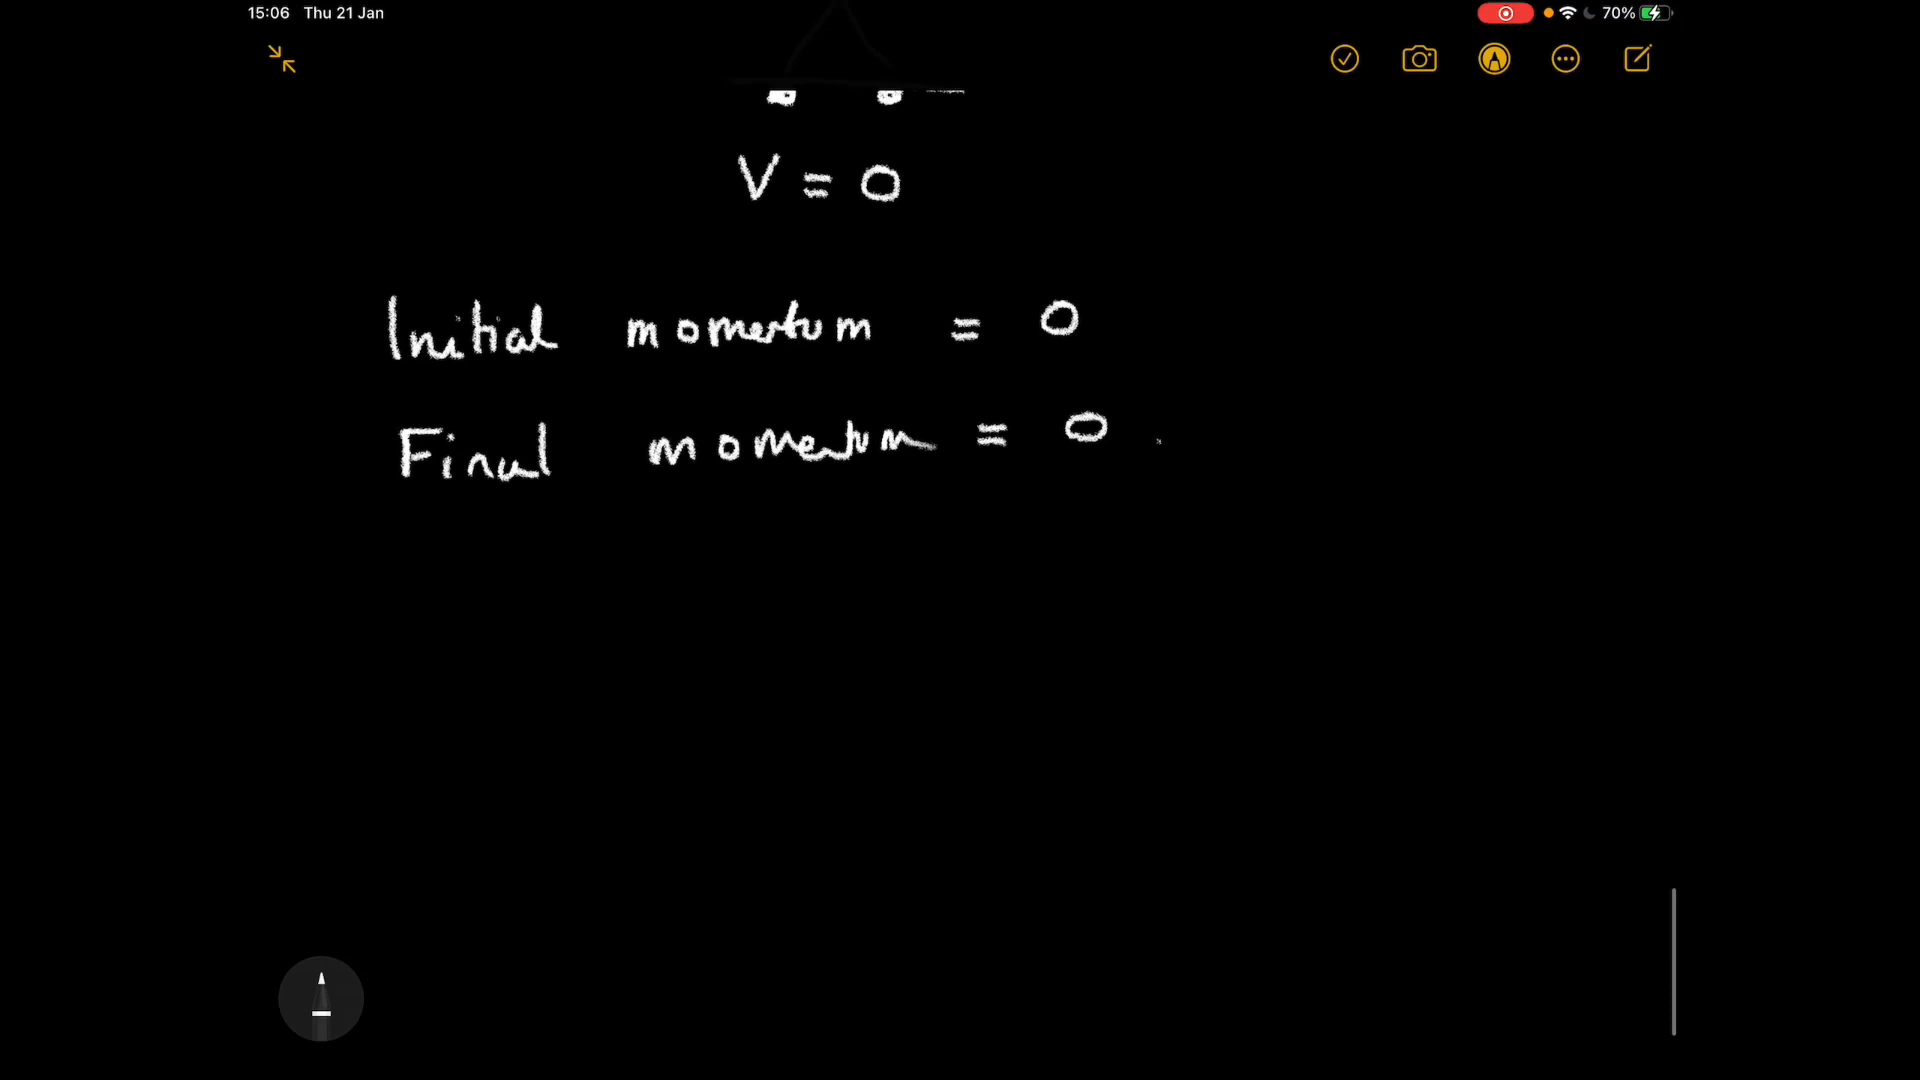 15:06 Thu 21 Jan 70%
V = 0
Initial momentum = 0
Final momentum = 0